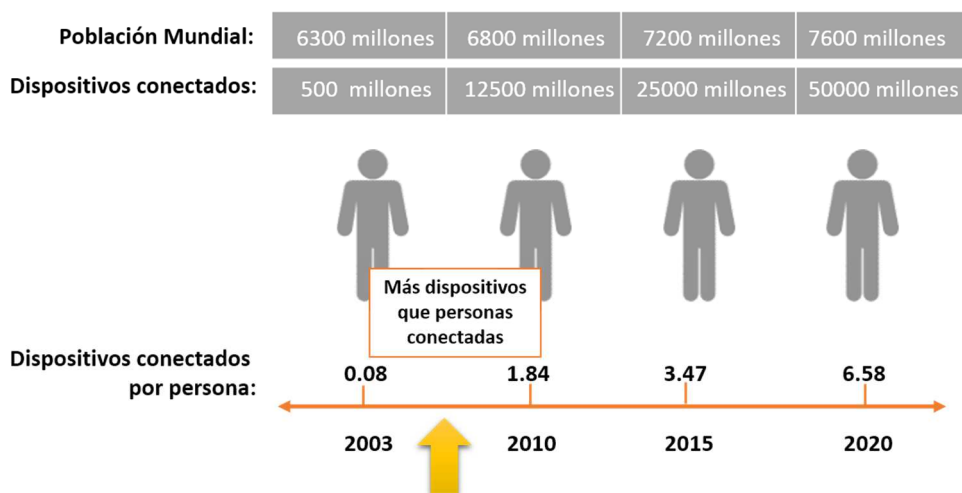 Población Mundial: 6300 millones 6800 millones 7200 millones 7600 millones
Dispositivos conectados: 500 millones 12500 millones 25000 millones 50000 millones
Más dispositivos
que personas
conectadas
Dispositivos conectados
por persona:
0.08 1.84 3.47 6.58
2003 2010 2015 2020